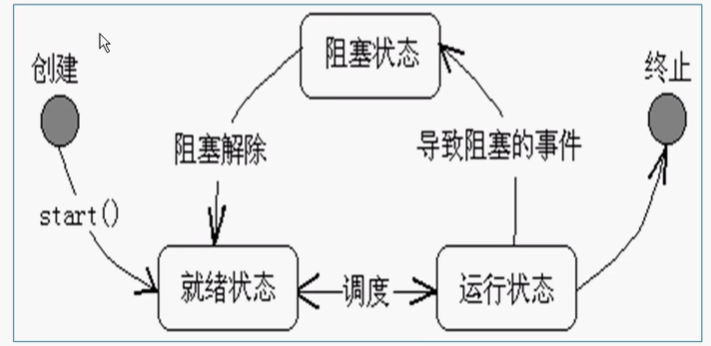 阻塞状态
创建
终止
阻塞解除
导致阻塞的事件
start()
就绪状态
调度
运行状态